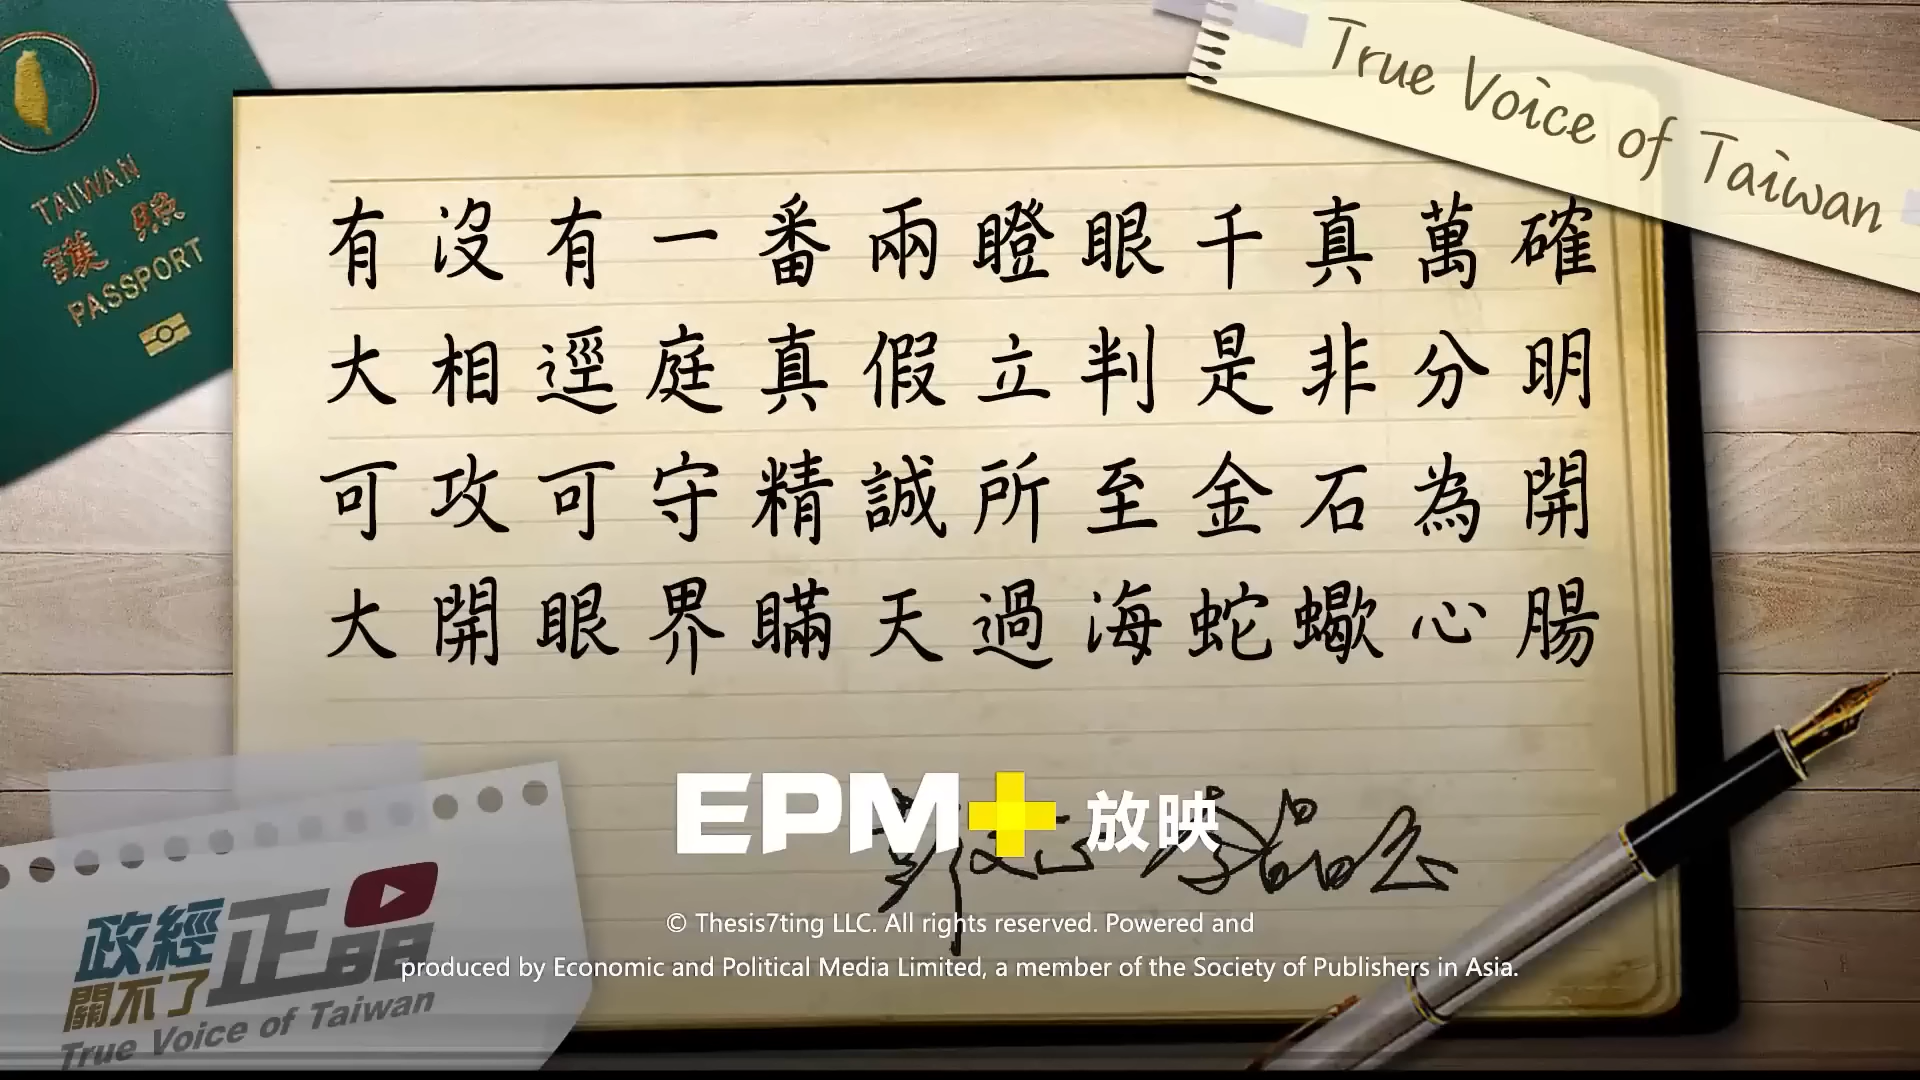 True Voice of Taiwan
TAIWAN
護照
PASSPORT
有沒有一番兩瞪眼千真萬確
大相逕庭真假立判是非分明
可攻可守精誠所至金石為開
大開眼界瞞天過海蛇蠍心腸
EPM+ 放映
政經
關不了
正晶
True Voice of Taiwan
© Thesis7ting LLC. All rights reserved. Powered and
produced by Economic and Political Media Limited, a member of the Society of Publishers in Asia.